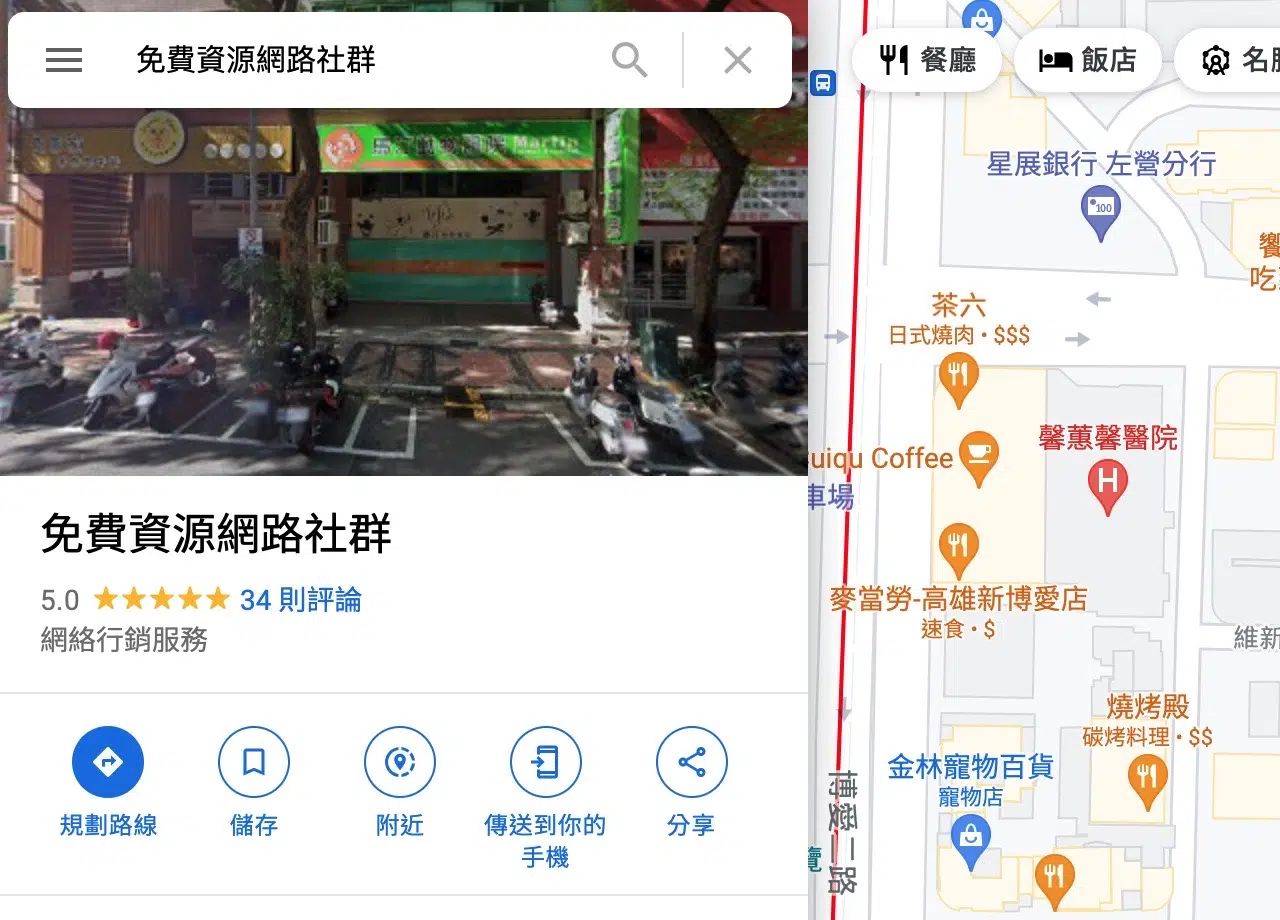 免費資源網路社群
Martin
免費資源網路社群
5.0
34 則評論
網絡行銷服務
規劃路線
儲存
附近
傳送到你的
手機
分享
餐廳
飯店
星展銀行 左營分行
100
茶六
日式燒肉・$$$
uiqu Coffee
車場
馨蕙馨醫院
H
麥當勞-高雄新博愛店
速食・$
維新
燒烤殿
碳烤料理・$$
金林寵物百貨
寵物店
博愛二路
吃